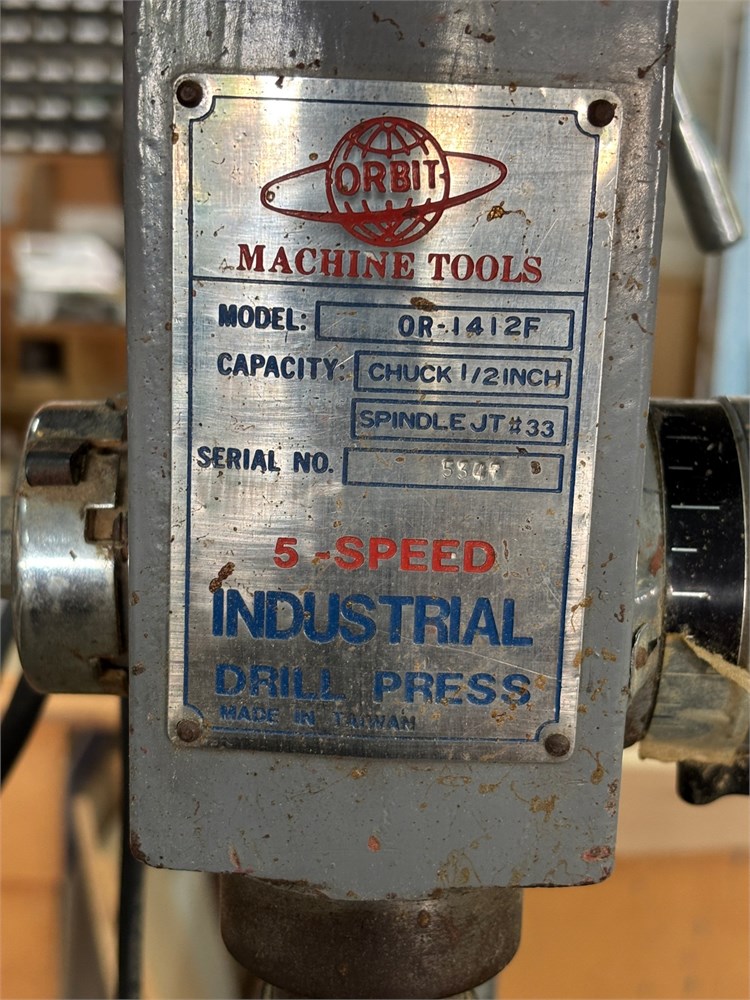 ORBIT
MACHINE TOOLS
MODEL: OR-1412F
CAPACITY: CHUCK 1/2 INCH
SPINDLE JT #33
SERIAL NO.
5-SPEED
INDUSTRIAL
DRILL PRESS
MADE IN TAIWAN